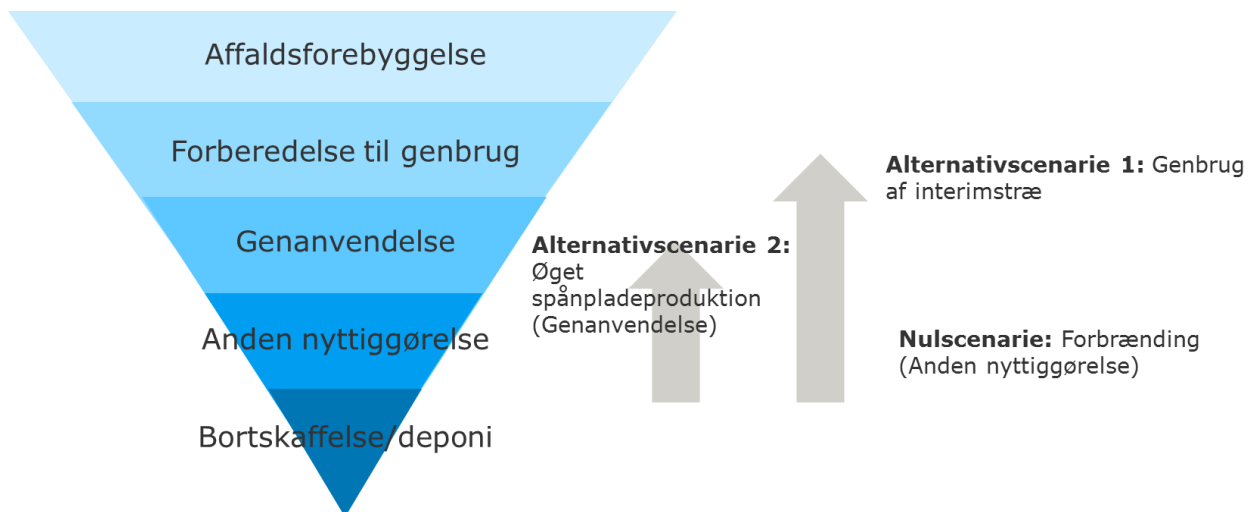 Affaldsforebyggelse
Forberedelse til genbrug
Genanvendelse
Anden nyttiggørelse
Bortskaffelse/deponi
Alternativscenarie 2:
Øget
spånpladeproduktion
(Genanvendelse)
Alternativscenarie 1: Genbrug
af interimstræ
Nulscenarie: Forbrænding
(Anden nyttiggørelse)